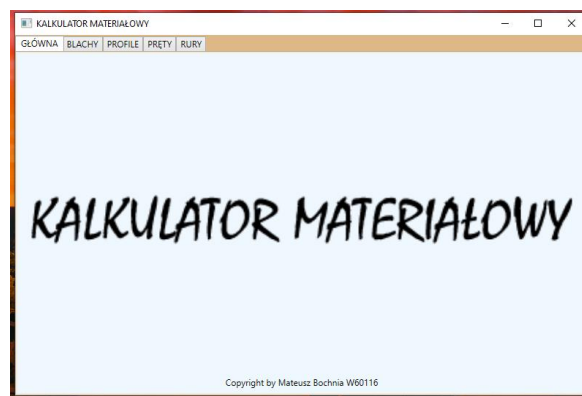 KALKULATOR MATERIAŁOWY
GŁÓWNA BLACHY PROFILE PRĘTY RURY
KALKULATOR MATERIAŁOWY
Copyright by Mateusz Bochnia W60116